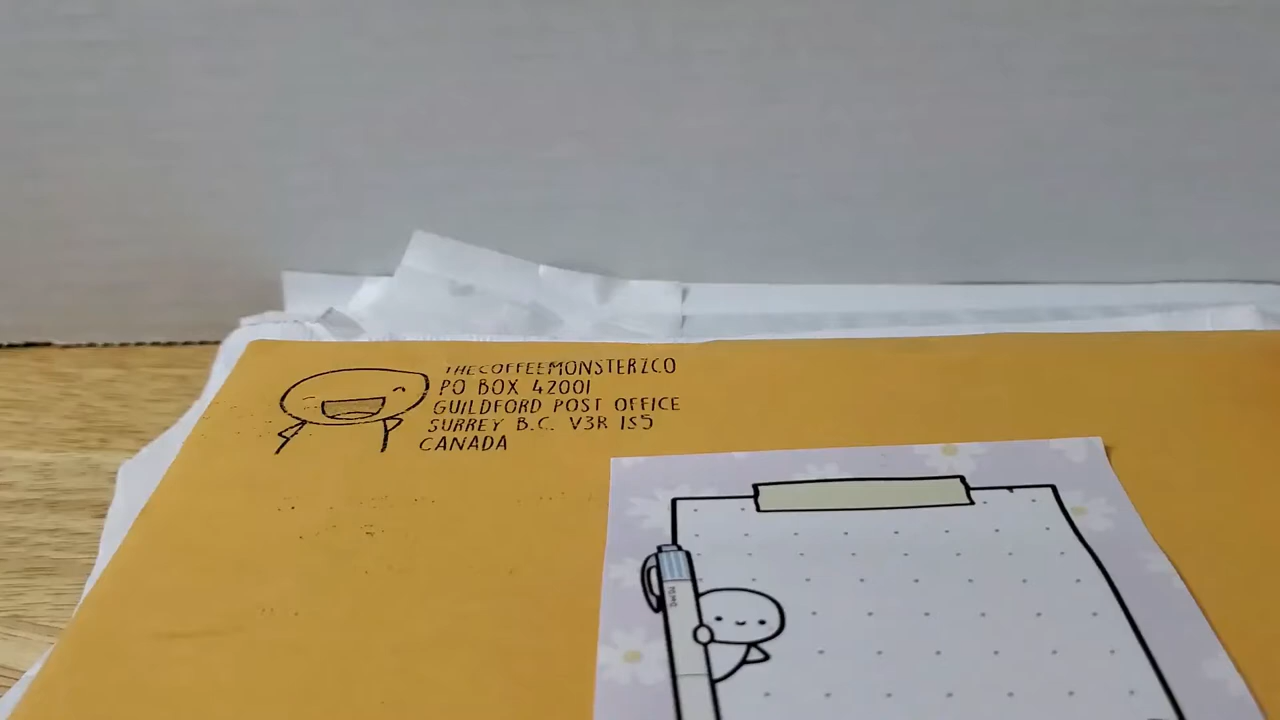 THECOFFEEMONSTERZCO
PO BOX 42001
GUILDFORD POST OFFICE
SURREY B.C. V3R 1S5
CANADA